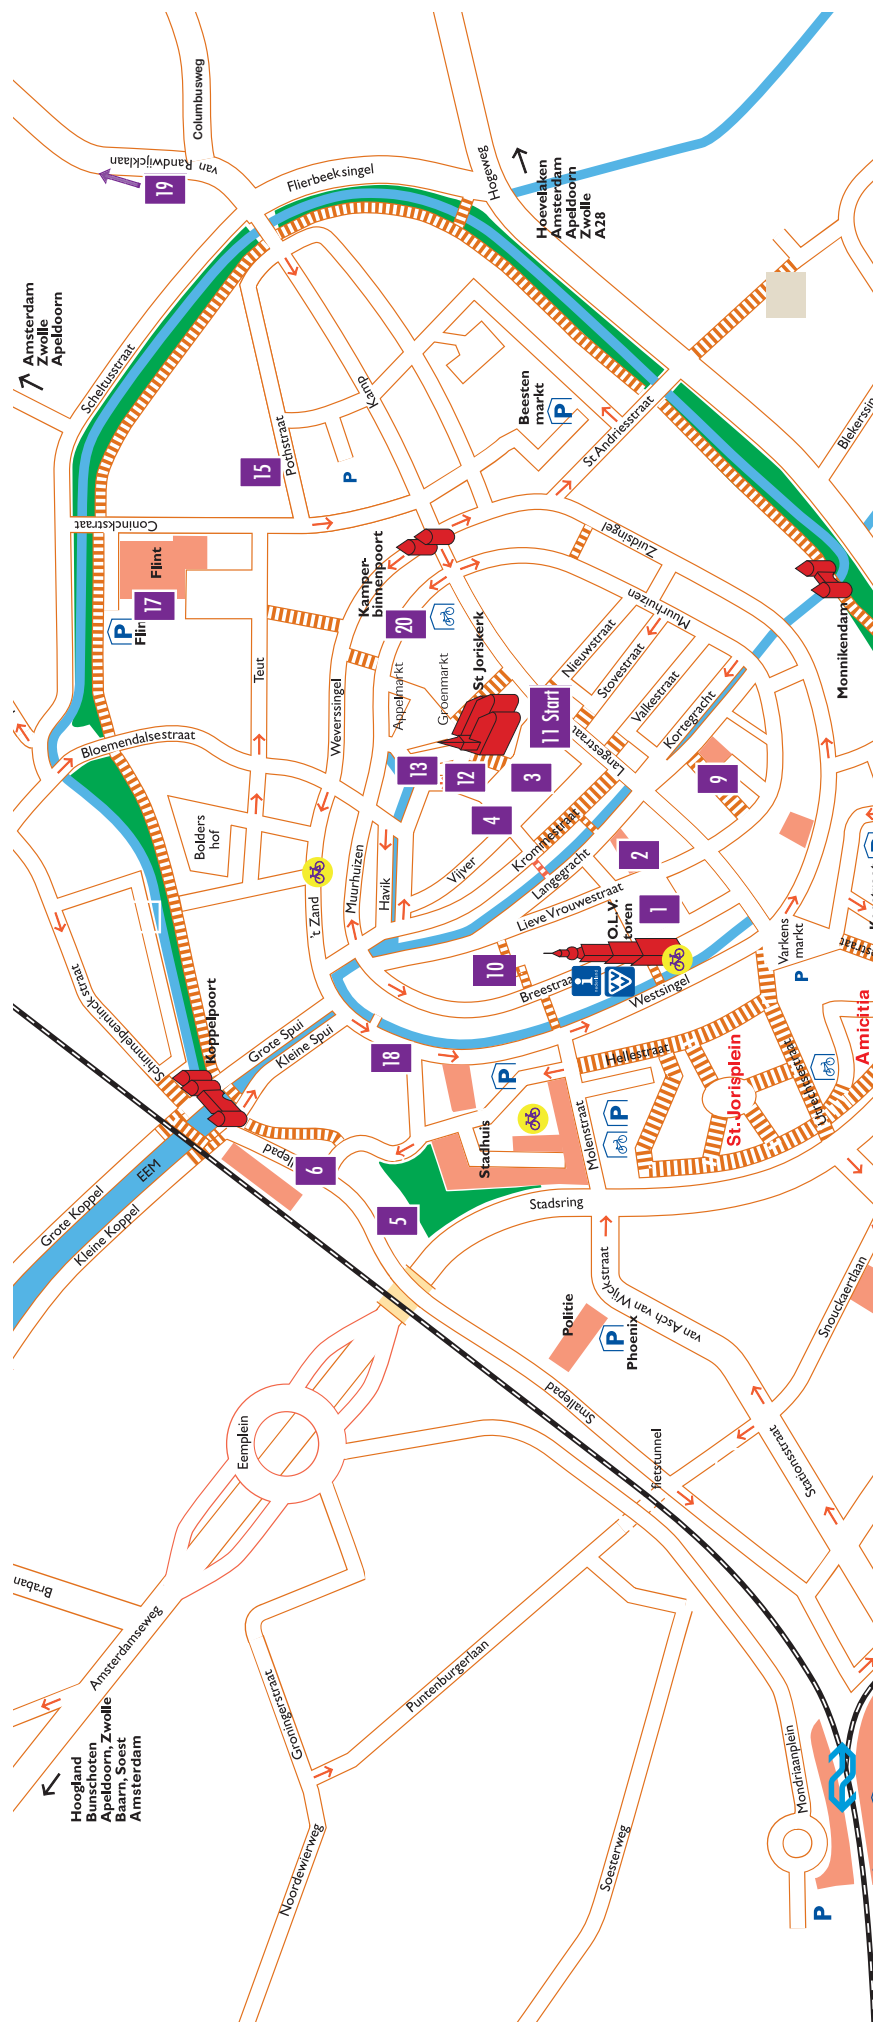 Columbusweg
van Randwijcklaan
19
Flierbeeksingel
Hogeweg
Hoevelaken
Amsterdam
Apeldoorn
Zwolle
A28
Amsterdam
Zwolle
Apeldoorn
Scheltusstraat
Kamp
Beesten
markt
P
St Andriesstraat
15
Pothstraat
P
Coninckstraat
Flint
17
P
Kamper-
binnenpoort
20
Zuidsingel
Muurhuizen
Monnikendam
Teut
Weverssingel
Appelmarkt
Groenmarkt
St Joriskerk
11 Start
Nieuwstraat
Stovestraat
Valkestraat
Kortegracht
Langestraat
Bloemendalsestraat
13
12
3
4
9
Bolders
hof
't Zand
Muurhuizen
Havik
Vijver
Krommestraat
Langegracht
2
Lieve Vrouwestraat
1
O.L.V.
toren
10
Breestraat
i
Westsingel
Varkens
markt
P
Schimmelpenninck straat
Koppelpoort
Grote Spui
Kleine Spui
18
P
Hellestraat
St.Jorisplein
Utrechtsestraat
Amicitia
Stadhuis
Molenstraat
P
EEM
Grote Koppel
Kleine Koppel
6
5
Stadsring
van Asch van Wijckstraat
Snouckaertlaan
Politie
P
Phoenix
Smallepad
Eemplein
fietstunnel
Stationsstraat
Amsterdamseweg
Hoogland
Bunschoten
Apeldoorn, Zwolle
Baarn, Soest
Amsterdam
Groningerstraat
Puntenburgerlaan
Noordewierweg
Soesterweg
Mondriaanplein
P